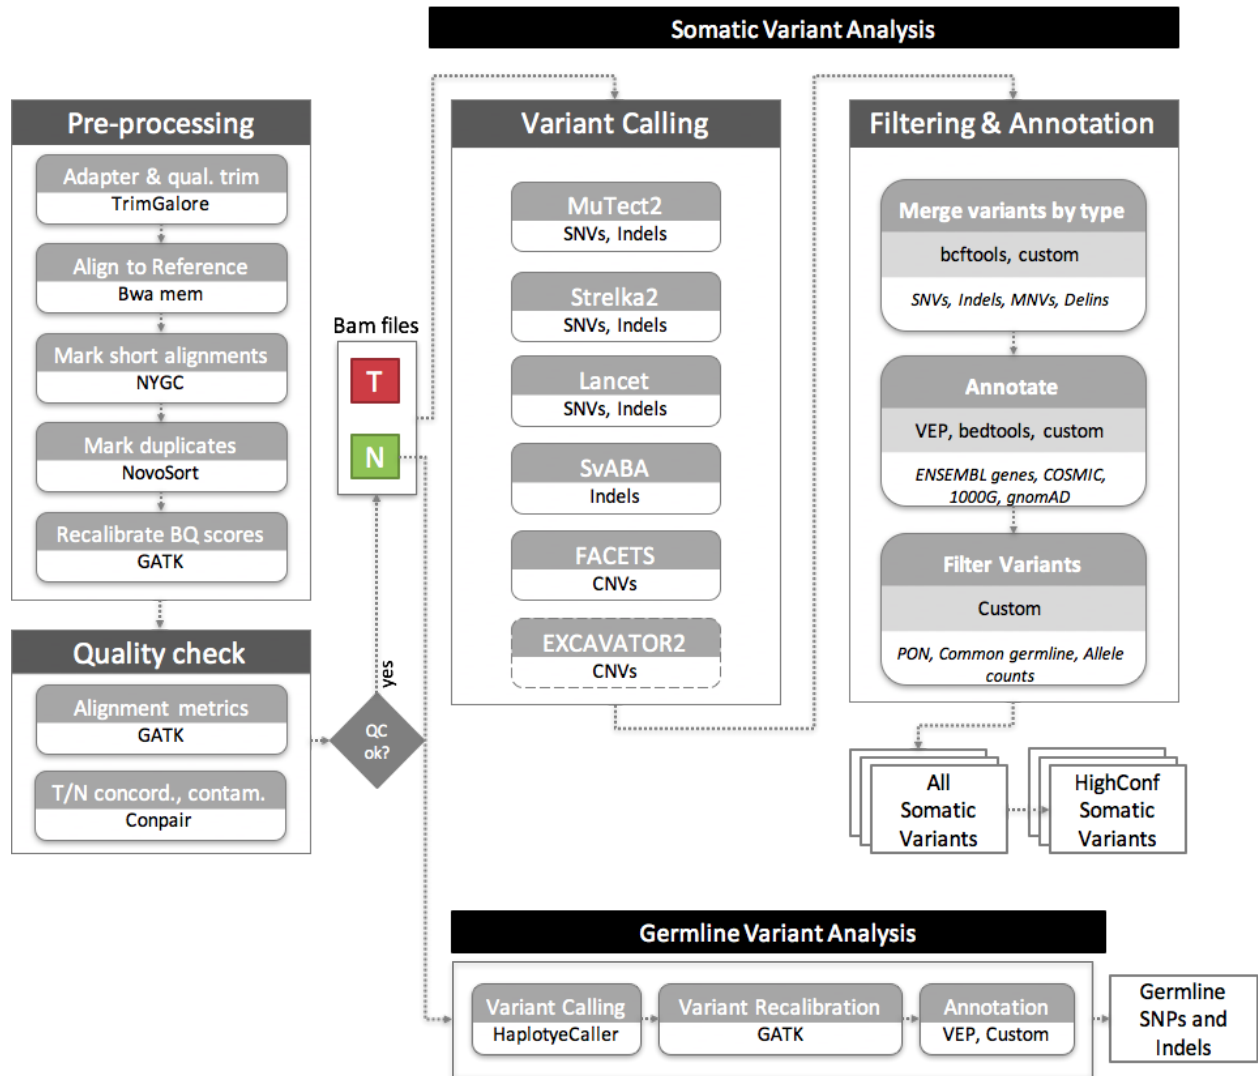 Somatic Variant Analysis
Pre-processing
Adapter & qual. trim
TrimGalore
Align to Reference
Bwa mem
Mark short alignments
NYGC
Mark duplicates
NovoSort
Recalibrate BQ scores
GATK
Quality check
Alignment metrics
GATK
T/N concord., contam.
Conpair
QC
ok?
yes
Bam files
T
N
Variant Calling
MuTect2
SNVs, Indels
Strelka2
SNVs, Indels
Lancet
SNVs, Indels
SvABA
Indels
FACETS
CNVs
EXCAVATOR2
CNVs
Filtering & Annotation
Merge variants by type
bcftools, custom
SNVs, Indels, MNVs, Delins
Annotate
VEP, bedtools, custom
ENSEMBL genes, COSMIC,
1000G, gnomAD
Filter Variants
Custom
PON, Common germline, Allele
counts
All
Somatic
Variants
HighConf
Somatic
Variants
Germline Variant Analysis
Variant Calling
HaplotyeCaller
Variant Recalibration
GATK
Annotation
VEP, Custom
Germline
SNPs and
Indels